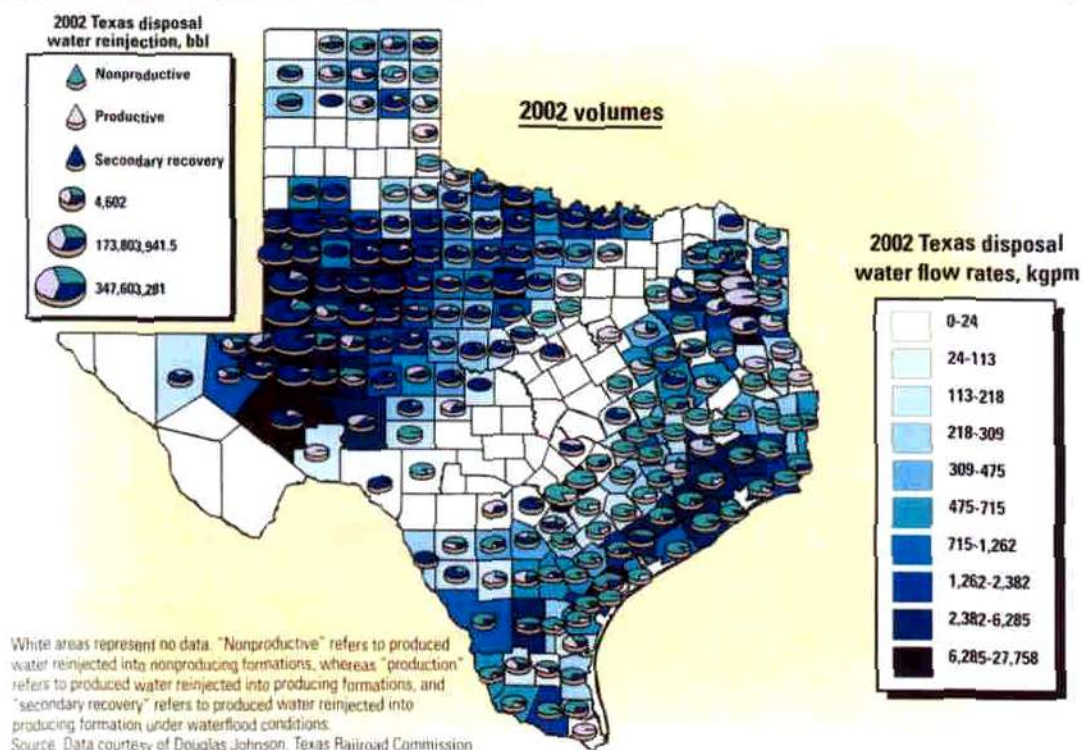 2002 Texas disposal
water reinjection, bbl
Nonproductive
Productive
Secondary recovery
4,602
173,803,941.5
347,603,281
2002 volumes
2002 Texas disposal
water flow rates, kgpm
0-24
24-113
113-218
218-309
309-475
475-715
715-1,262
1,262-2,382
2,382-6,285
6,285-27,758
White areas represent no data. "Nonproductive" refers to produced
water reinjected into nonproducing formations, whereas "production"
refers to produced water reinjected into producing formations, and
"secondary recovery" refers to produced water reinjected into
producing formation under waterflood conditions.
Source: Data courtesy of Douglas Johnson, Texas Railroad Commission